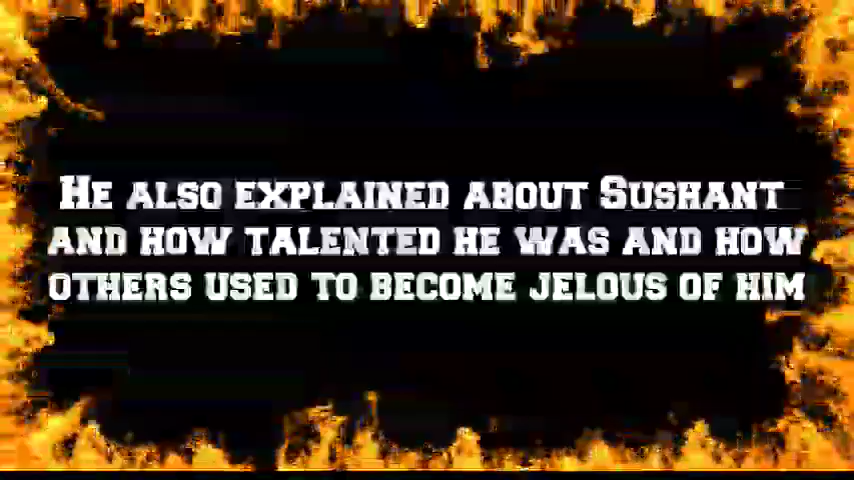 He also explained about Sushant
and how talented he was and how
others used to become jelous of him